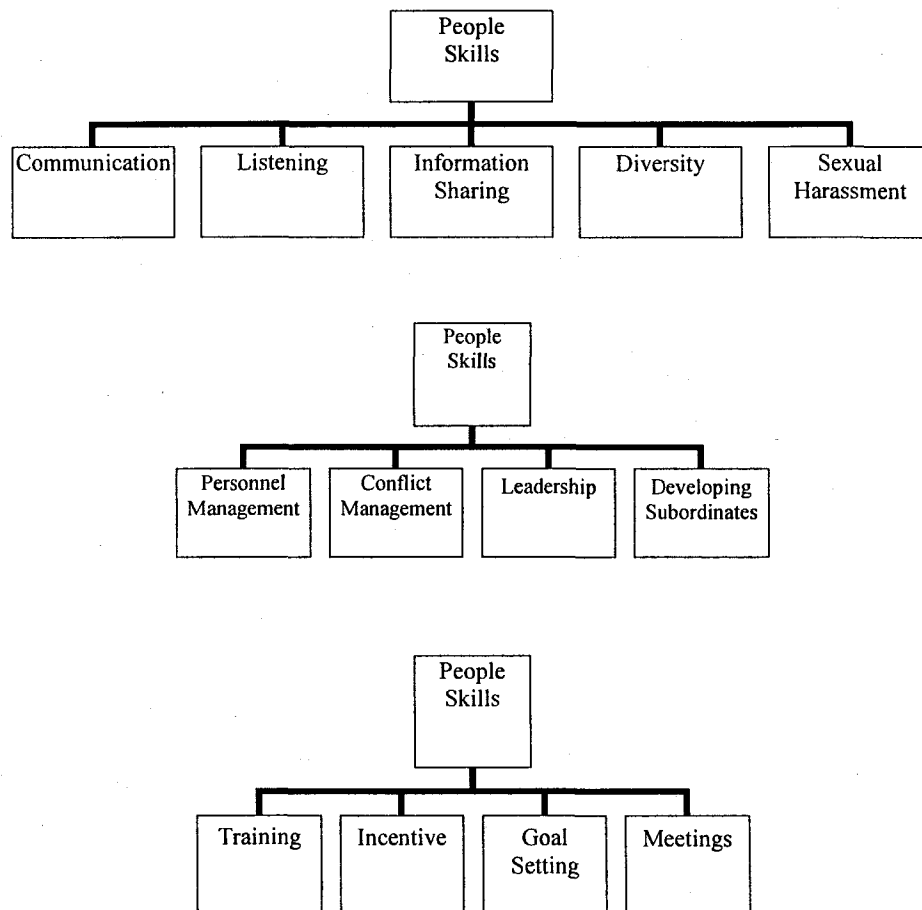 People
Skills
Communication
Listening
Information
Sharing
Diversity
Sexual
Harassment
People
Skills
Personnel
Management
Conflict
Management
Leadership
Developing
Subordinates
People
Skills
Training
Incentive
Goal
Setting
Meetings